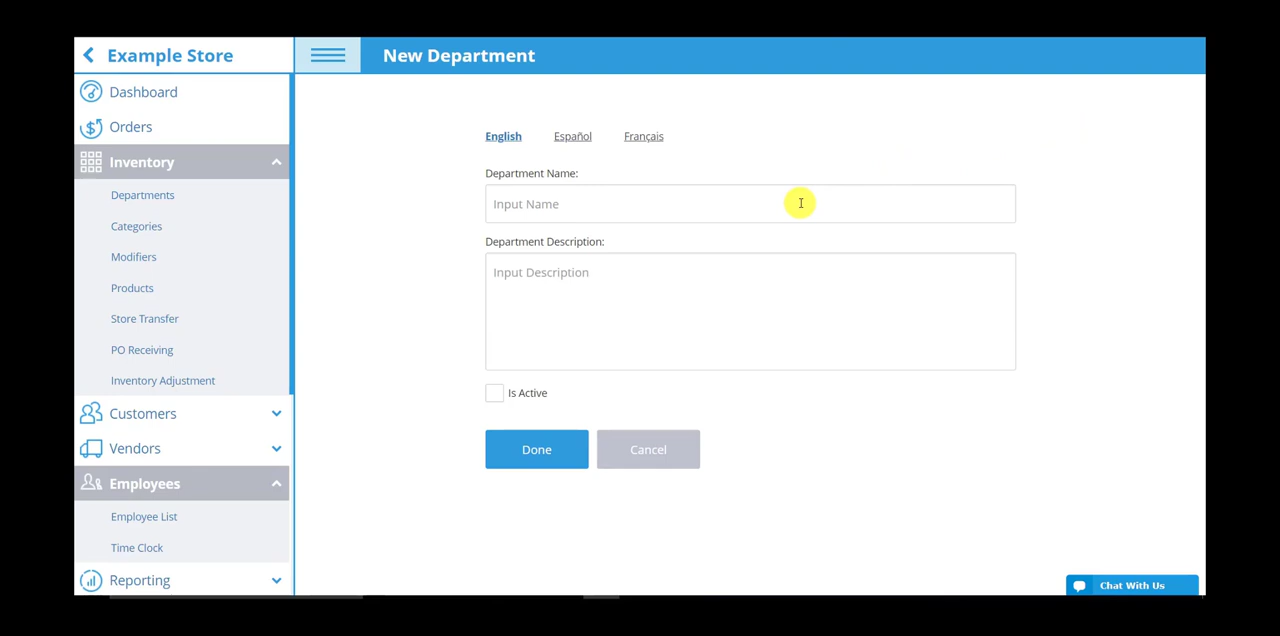 Example Store
New Department
Dashboard
Orders
Inventory
Departments
Categories
Modifiers
Products
Store Transfer
PO Receiving
Inventory Adjustment
Customers
Vendors
Employees
Employee List
Time Clock
Reporting
English Español Français
Department Name:
Input Name
Department Description:
Input Description
Is Active
Done Cancel
Chat With Us